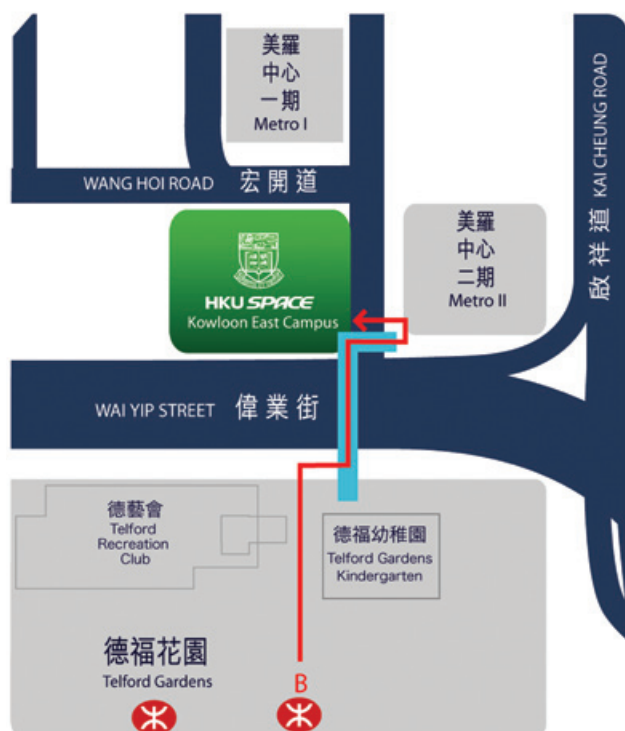 美羅
中心
一期
Metro I
WANG HOI ROAD 宏開道
啟祥道 KAI CHEUNG ROAD
美羅
中心
二期
Metro II
HKU SPACE
Kowloon East Campus
WAI YIP STREET 偉業街
德藝會
Telford
Recreation
Club
德福幼稚園
Telford Gardens
Kindergarten
德福花園
Telford Gardens
B